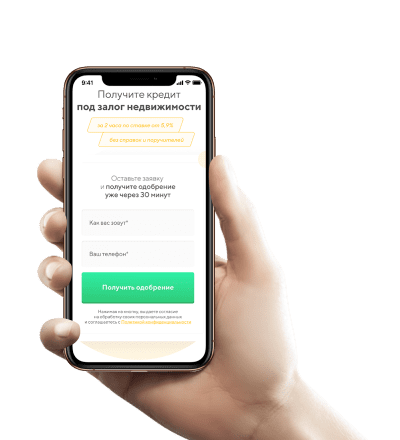 9:41
Получите кредит
под залог недвижимости
за 2 часа по ставке от 5,9%
без справок и поручителей
Оставьте заявку
и получите одобрение
уже через 30 минут
Как вас зовут*
Ваш телефон*
Получить одобрение
Нажимая на кнопку, вы даете согласие
на обработку своих персональных данных
и соглашаетесь с Политикой конфиденциальности